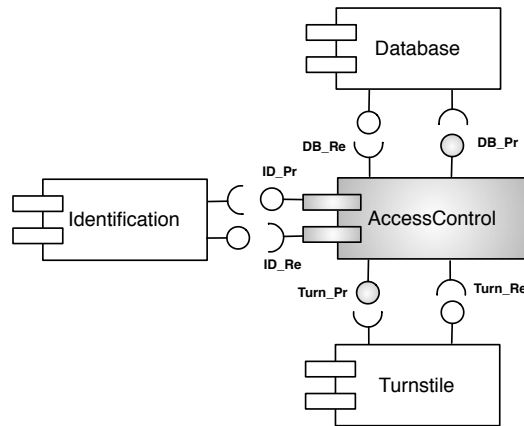 Database
DB_Re
DB_Pr
ID_Pr
Identification
AccessControl
ID_Re
Turn_Pr
Turn_Re
Turnstile